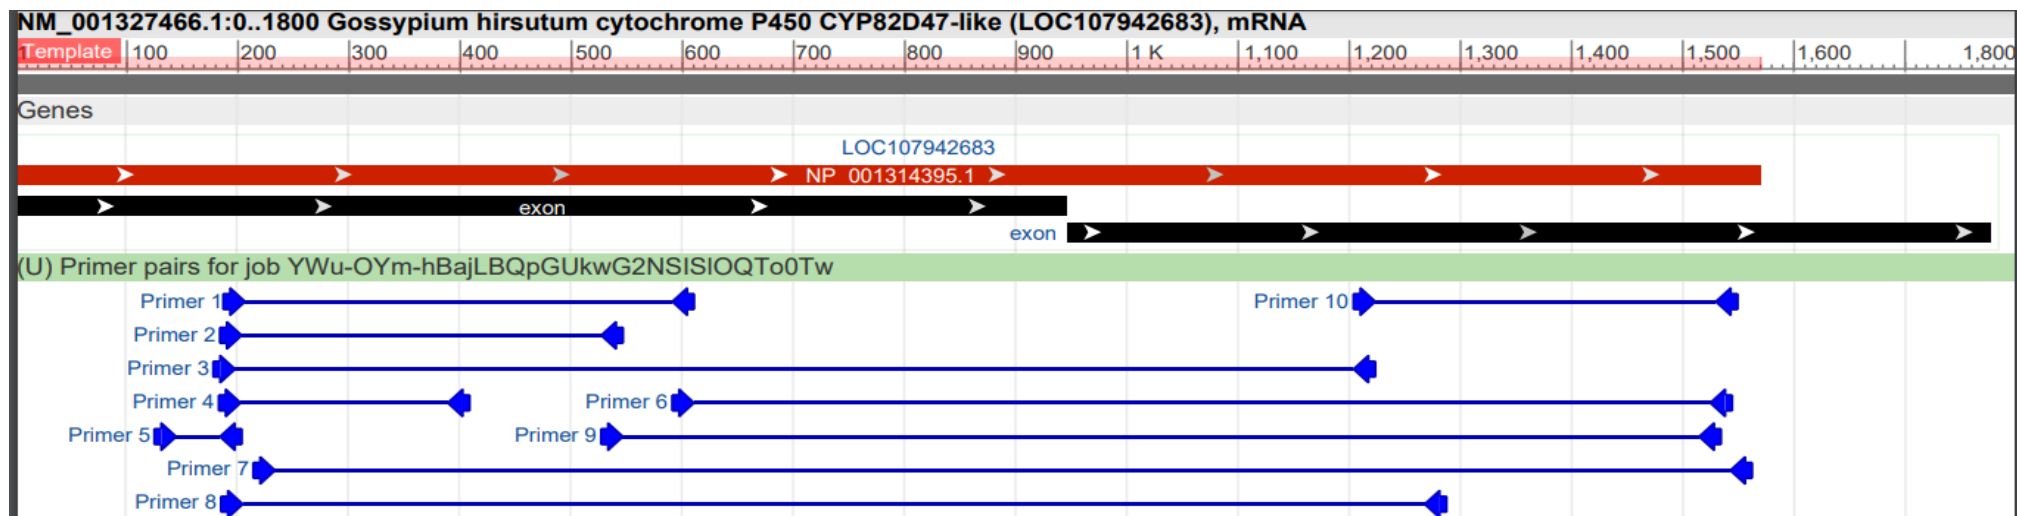 NM_001327466.1:0..1800 Gossypium hirsutum cytochrome P450 CYP82D47-like (LOC107942683), mRNA
1 Template 100 200 300 400 500 600 700 800 900 1 K 1,100 1,200 1,300 1,400 1,500 1,600 1,800
Genes
LOC107942683
NP_001314395.1
exon
exon
(U) Primer pairs for job YWu-OYm-hBajLBQpGUkwG2NSISlOQTo0Tw
Primer 1 Primer 10
Primer 2
Primer 3
Primer 4 Primer 6
Primer 5 Primer 9
Primer 7
Primer 8